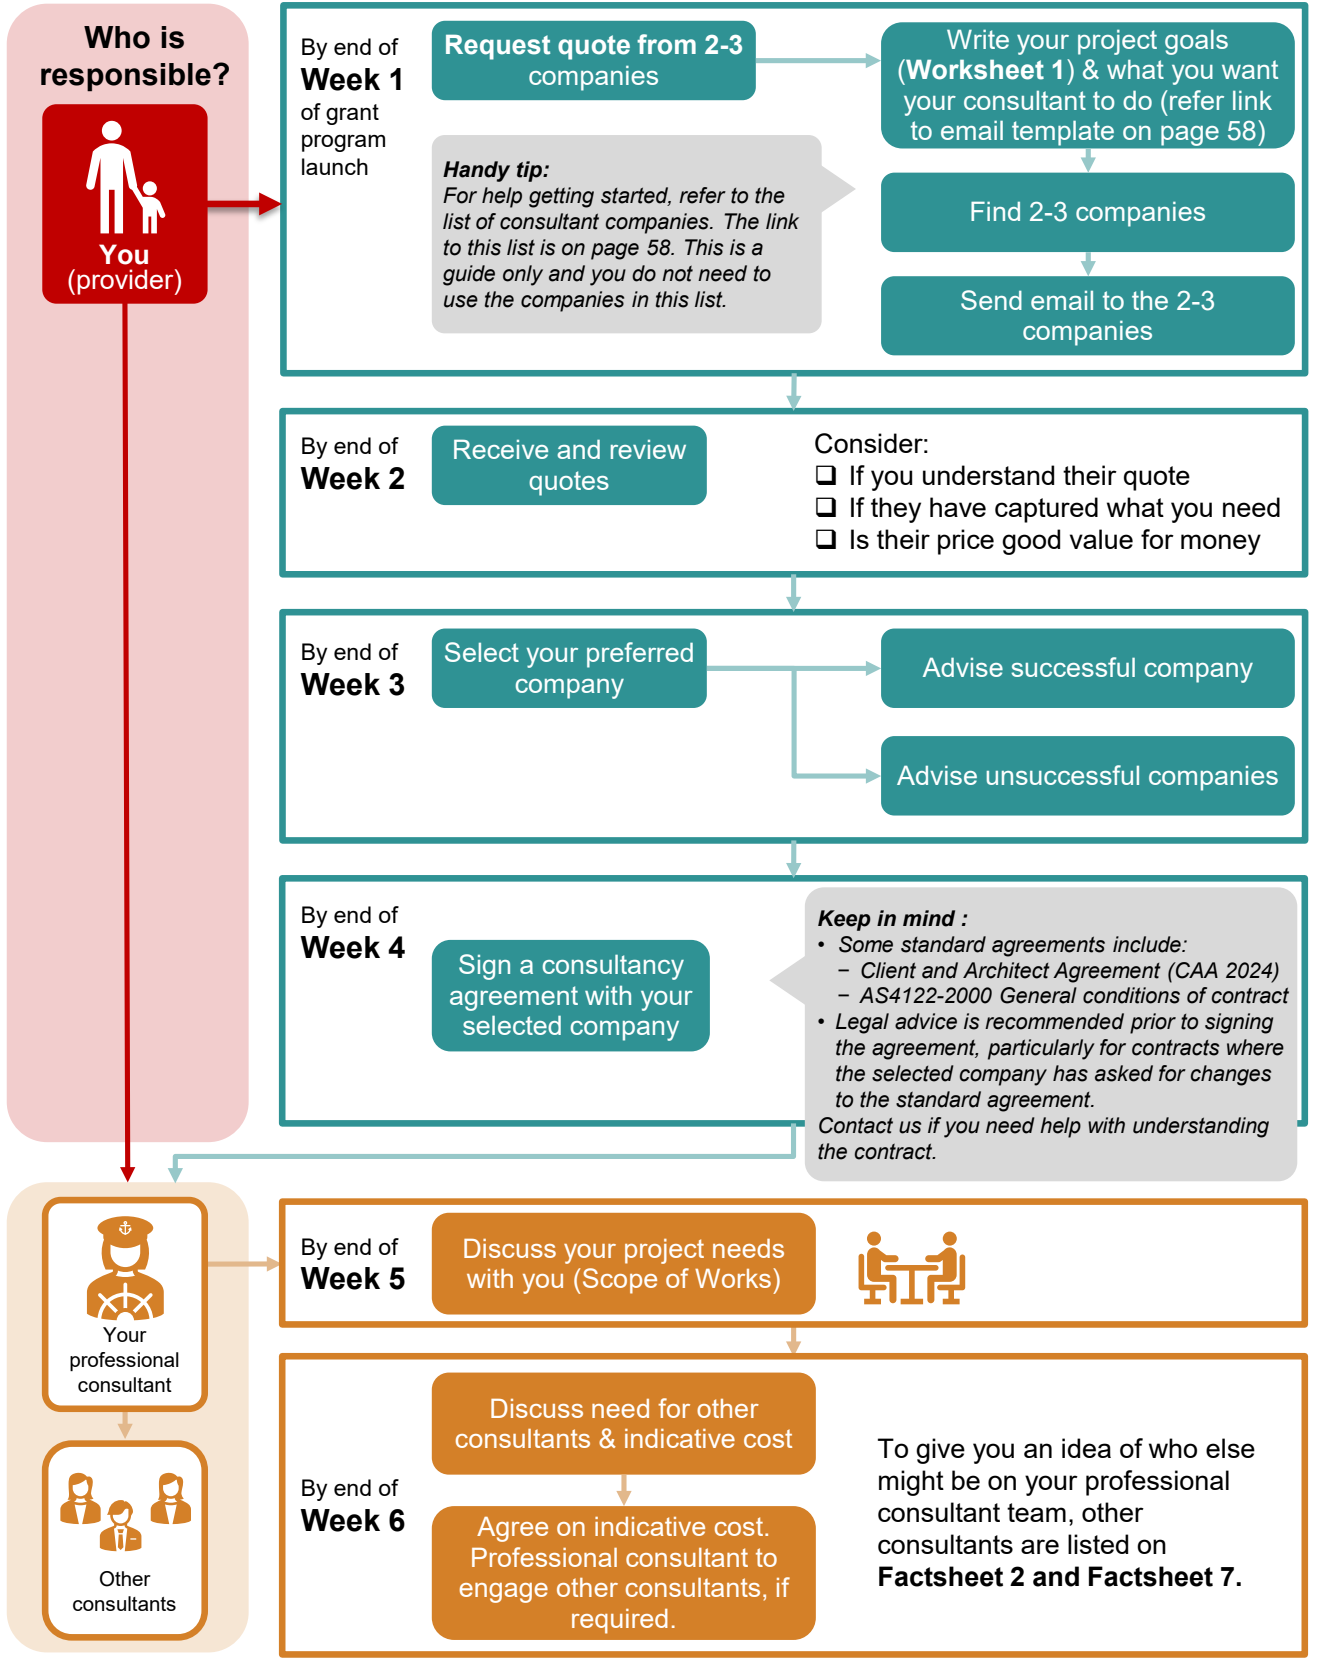 Who is
responsible?
You
(provider)
By end of
Week 1
of grant
program
launch
Request quote from 2-3
companies
Write your project goals
(Worksheet 1) & what you want
your consultant to do (refer link
to email template on page 58)
Handy tip:
For help getting started, refer to the
list of consultant companies. The link
to this list is on page 58. This is a
guide only and you do not need to
use the companies in this list.
Find 2-3 companies
Send email to the 2-3
companies
By end of
Week 2
Receive and review
quotes
Consider:
❑ If you understand their quote
❑ If they have captured what you need
❑ Is their price good value for money
By end of
Week 3
Select your preferred
company
Advise successful company
Advise unsuccessful companies
By end of
Week 4
Sign a consultancy
agreement with your
selected company
Keep in mind :
• Some standard agreements include:
− Client and Architect Agreement (CAA 2024)
− AS4122-2000 General conditions of contract
• Legal advice is recommended prior to signing
the agreement, particularly for contracts where
the selected company has asked for changes
to the standard agreement.
Contact us if you need help with understanding
the contract.
Your
professional
consultant
By end of
Week 5
Discuss your project needs
with you (Scope of Works)
Other
consultants
By end of
Week 6
Discuss need for other
consultants & indicative cost
Agree on indicative cost.
Professional consultant to
engage other consultants, if
required.
To give you an idea of who else
might be on your professional
consultant team, other
consultants are listed on
Factsheet 2 and Factsheet 7.